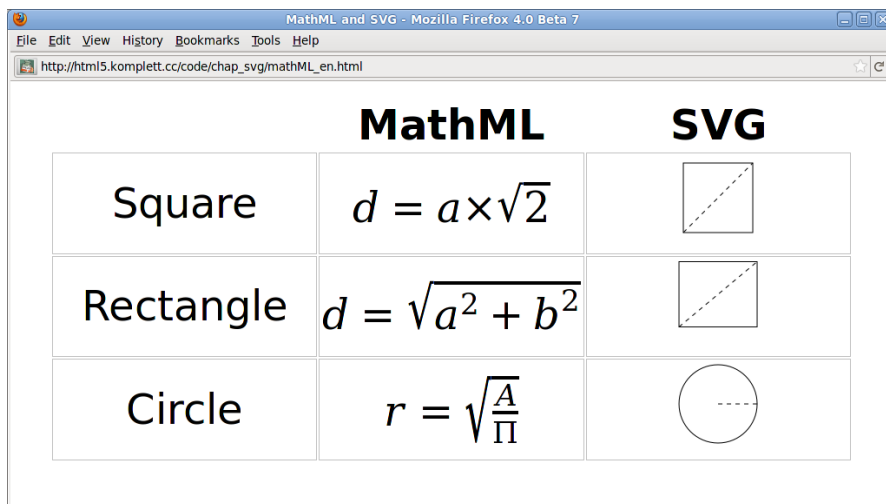 MathML and SVG - Mozilla Firefox 4.0 Beta 7
File Edit View History Bookmarks Tools Help
http://html5.komplett.cc/code/chap_svg/mathML_en.html
MathML SVG
Square d = a×√2
Rectangle d = √a² + b²
Circle r = √A/Π